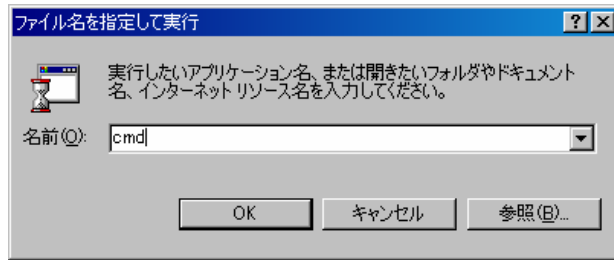 ファイル名を指定して実行
実行したいアプリケーション名、または開きたいフォルダやドキュメント
名、インターネット リソース名を入力してください。
名前(O): cmd
OK キャンセル 参照(B)...